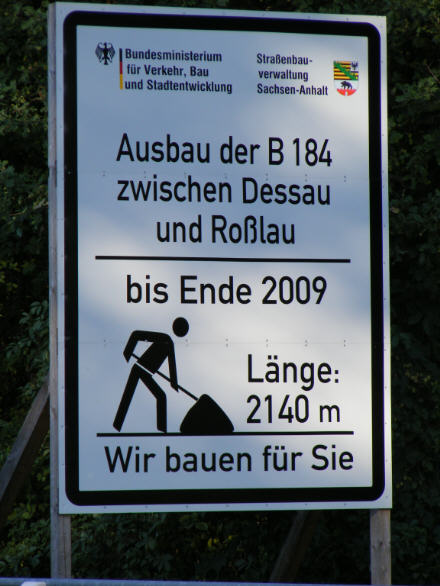 Bundesministerium
für Verkehr, Bau
und Stadtentwicklung
Straßenbau-
verwaltung
Sachsen-Anhalt
Ausbau der B 184
zwischen Dessau
und Roßlau
bis Ende 2009
Länge:
2140 m
Wir bauen für Sie